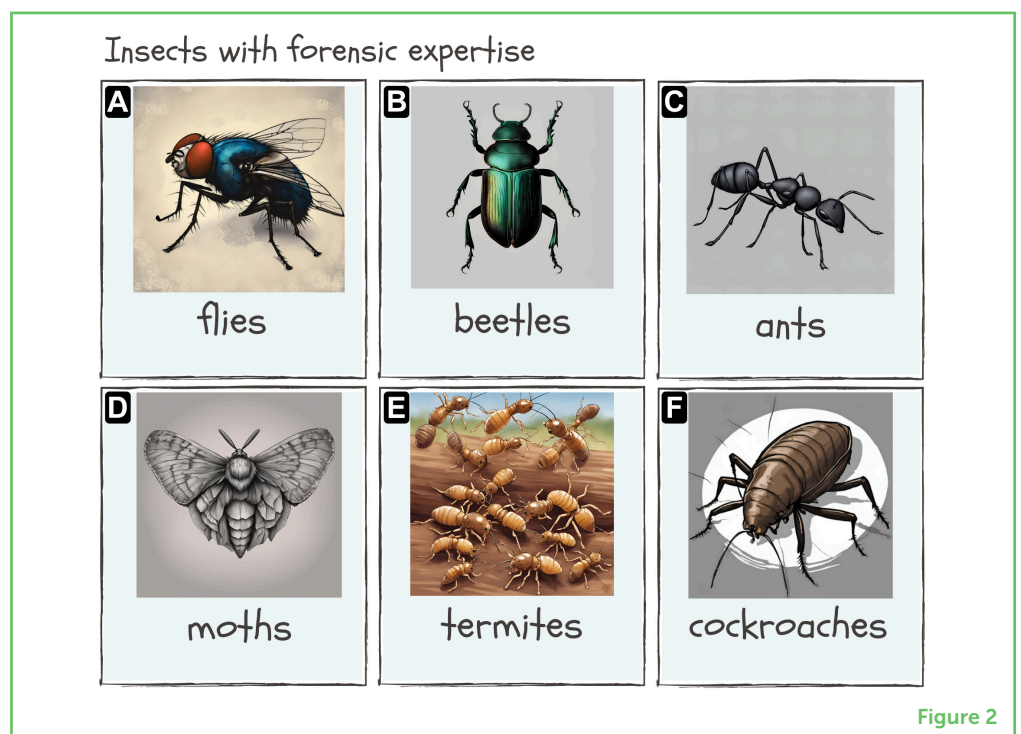 Insects with forensic expertise
A
B
C
flies
beetles
ants
D
E
F
moths
termites
cockroaches
Figure 2